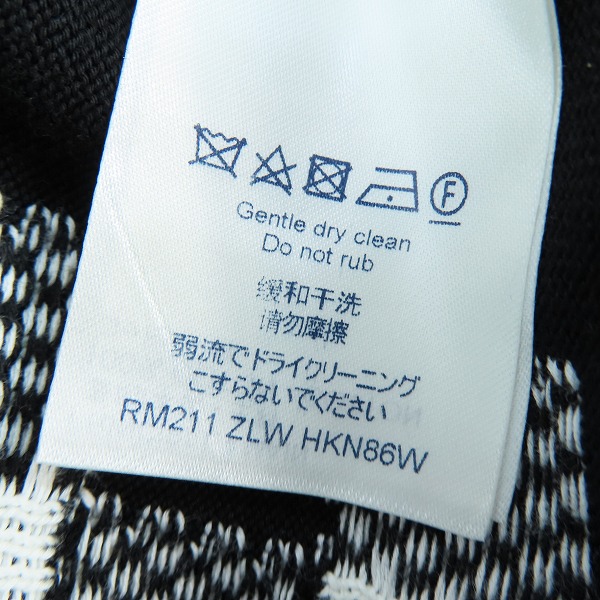 F
Gentle dry clean
Do not rub
缓和干洗
请勿摩擦
弱流でドライクリーニング
こすらないでください
RM211 ZLW HKN86W